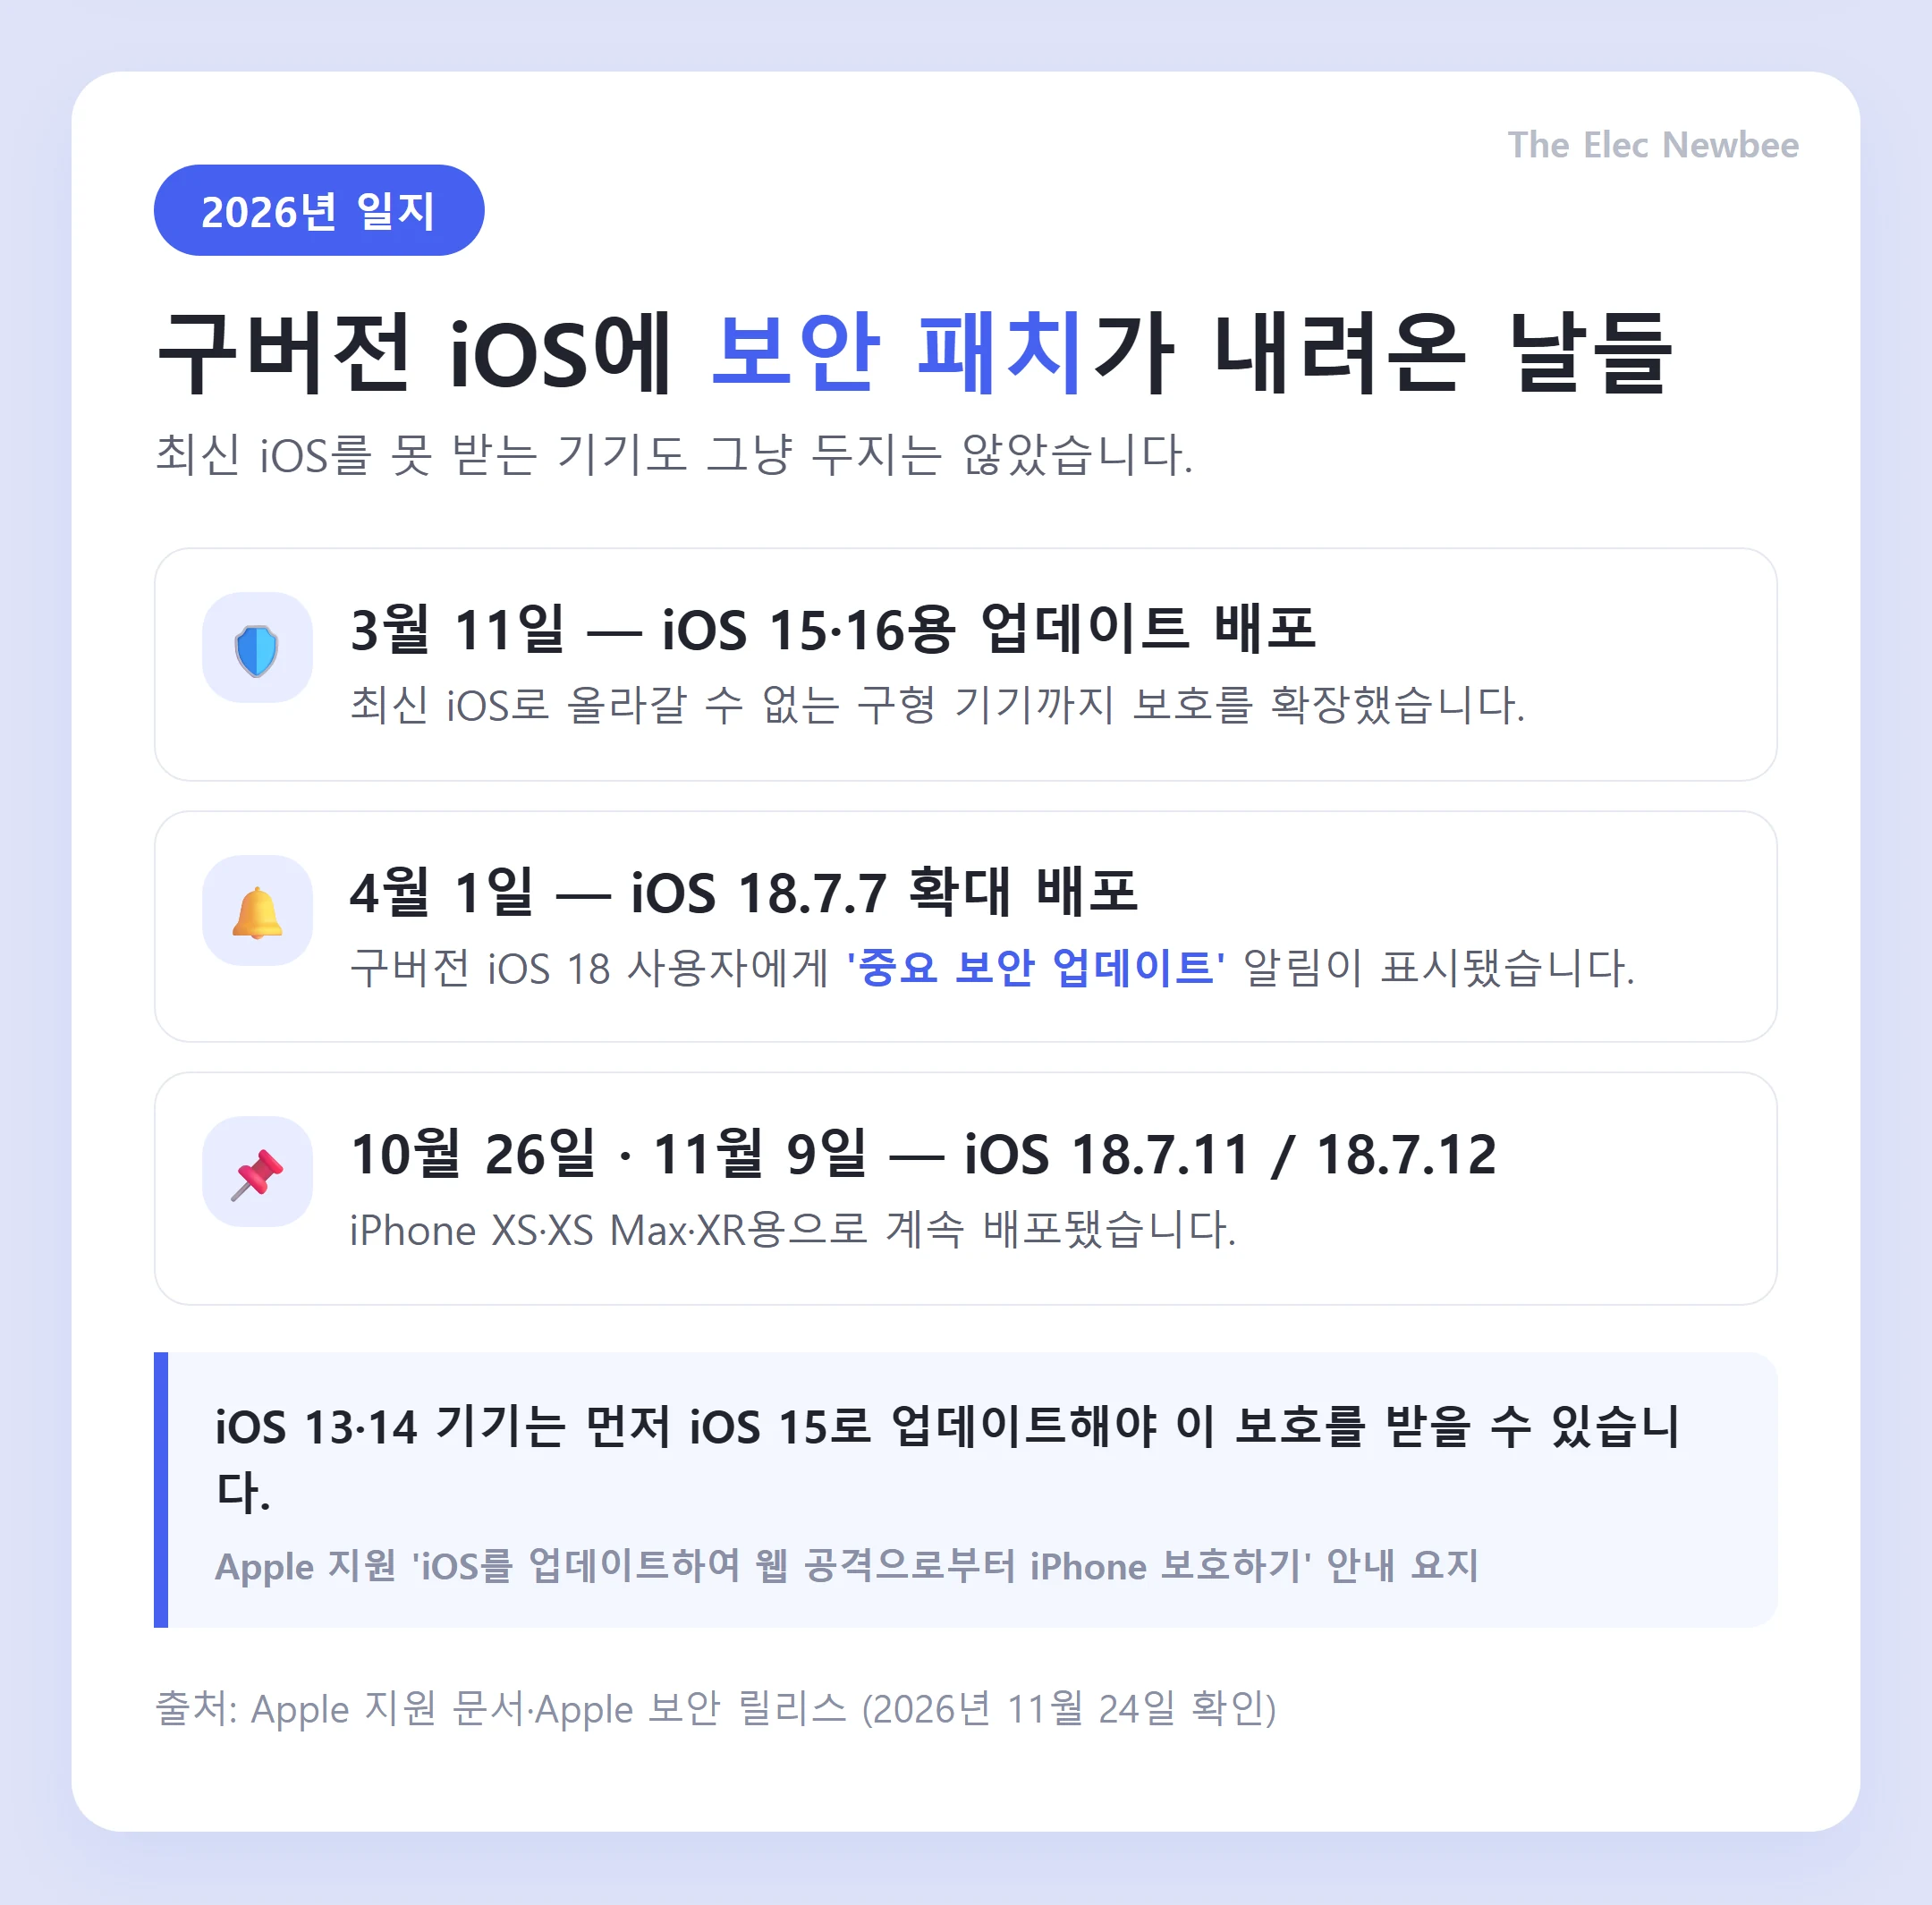 The Elec Newbee
2026년 일지
구버전 iOS에 보안 패치가 내려온 날들
최신 iOS를 못 받는 기기도 그냥 두지는 않았습니다.
3월 11일 — iOS 15·16용 업데이트 배포
최신 iOS로 올라갈 수 없는 구형 기기까지 보호를 확장했습니다.
4월 1일 — iOS 18.7.7 확대 배포
구버전 iOS 18 사용자에게 '중요 보안 업데이트' 알림이 표시됐습니다.
10월 26일 · 11월 9일 — iOS 18.7.11 / 18.7.12
iPhone XS·XS Max·XR용으로 계속 배포됐습니다.
iOS 13·14 기기는 먼저 iOS 15로 업데이트해야 이 보호를 받을 수 있습니
다.
Apple 지원 'iOS를 업데이트하여 웹 공격으로부터 iPhone 보호하기' 안내 요지
출처: Apple 지원 문서·Apple 보안 릴리스 (2026년 11월 24일 확인)